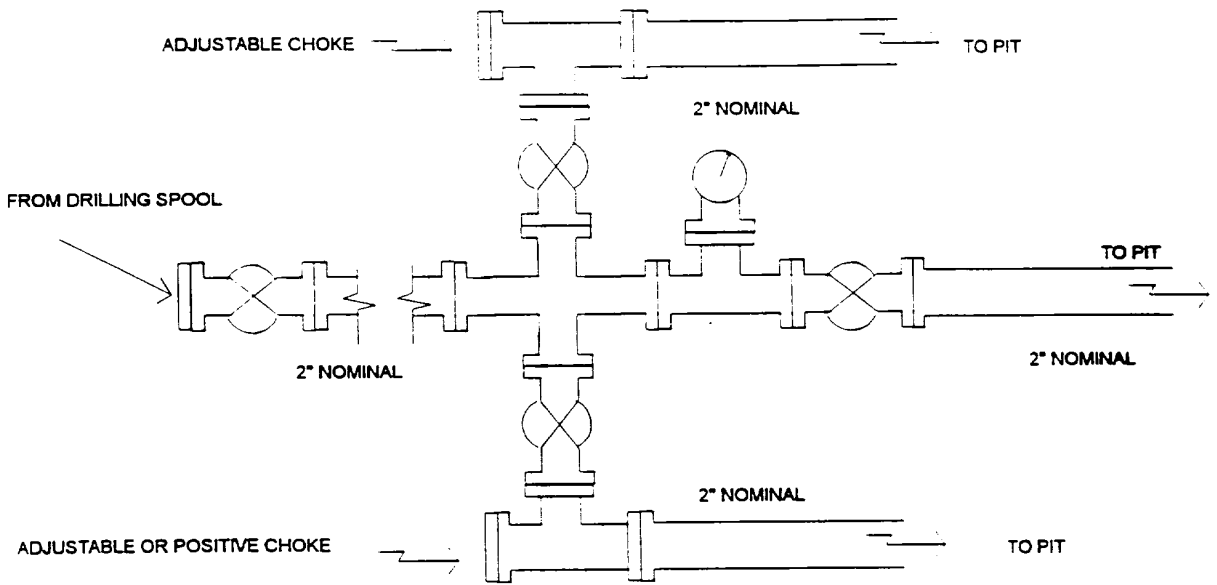 ADJUSTABLE CHOKE
TO PIT
2" NOMINAL
FROM DRILLING SPOOL
TO PIT
2" NOMINAL
2" NOMINAL
2" NOMINAL
ADJUSTABLE OR POSITIVE CHOKE
TO PIT